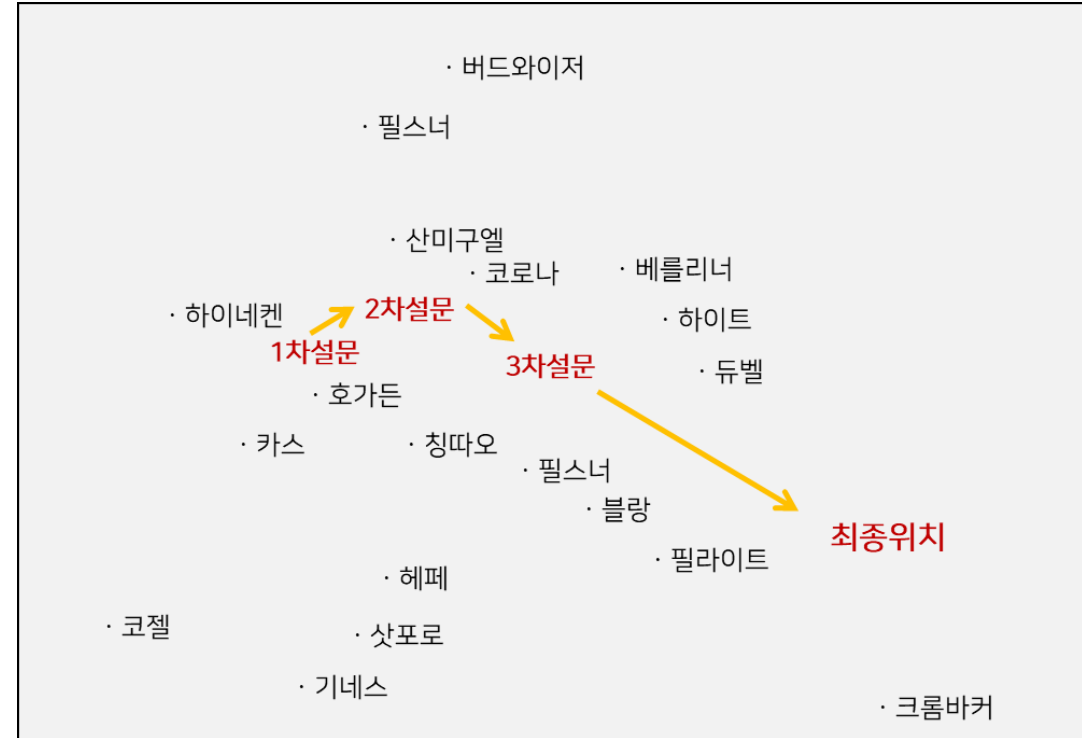 · 버드와이저
· 필스너
· 산미구엘
· 코로나
· 베를리너
· 하이네켄
2차설문
· 하이트
1차설문
3차설문
· 듀벨
· 호가든
· 카스
· 칭따오
· 필스너
· 블랑
최종위치
· 필라이트
· 헤페
· 코젤
· 삿포로
· 기네스
· 크롬바커